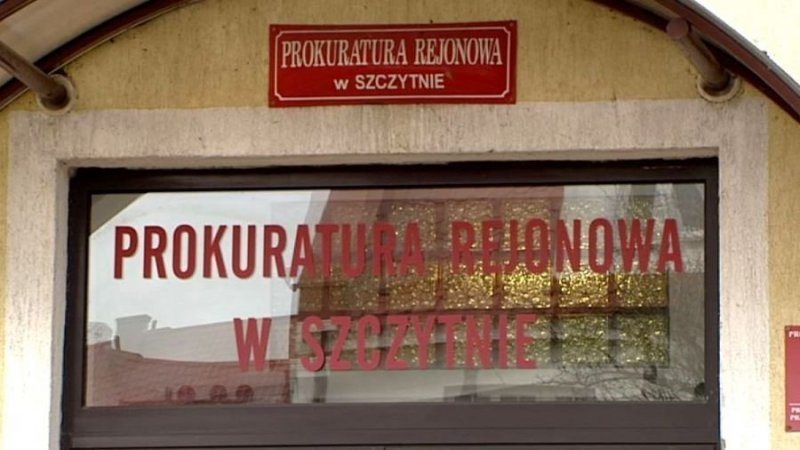 PROKURATURA REJONOWA
w SZCZYTNIE
PROKURATURA REJONOWA
W SZCZYTNIE